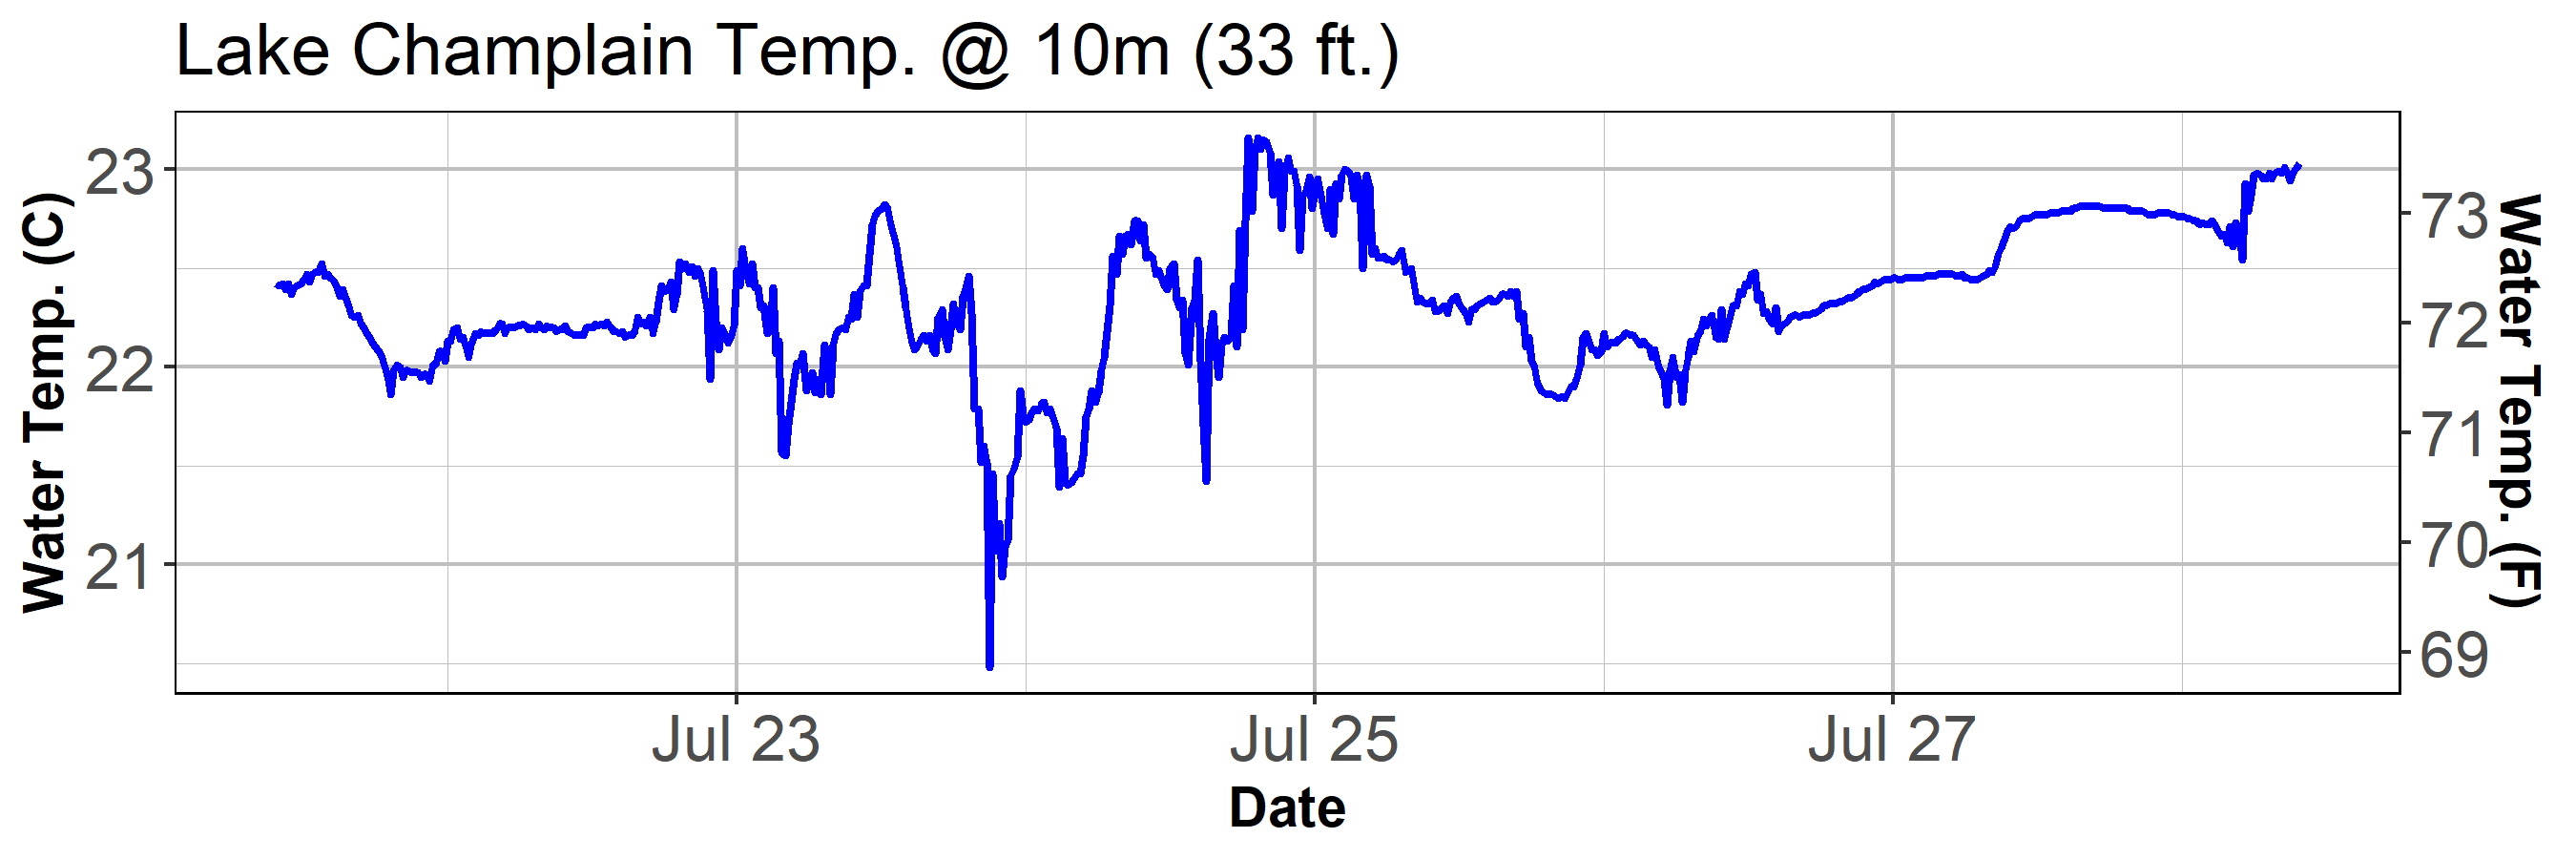 Lake Champlain Temp. @ 10m (33 ft.)
Water Temp. (C)
23
22
21
73
72
71
70
69
Water Temp. (F)
Jul 23 Jul 25 Jul 27
Date